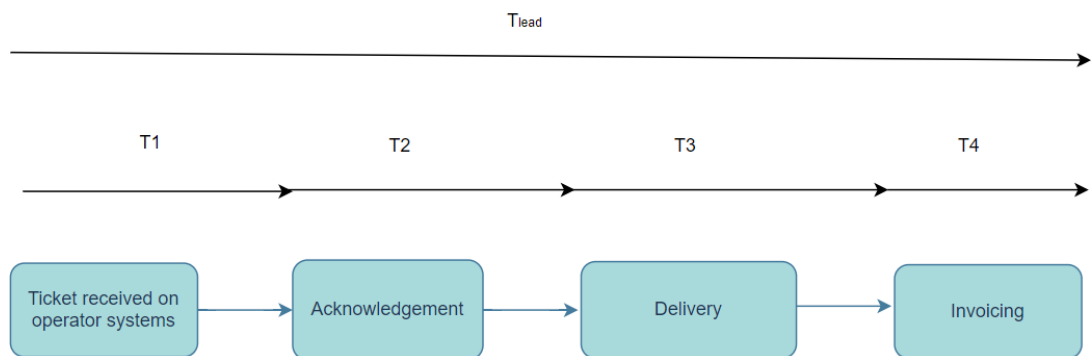 Tlead
T1
T2
T3
T4
Ticket received on
operator systems
Acknowledgement
Delivery
Invoicing